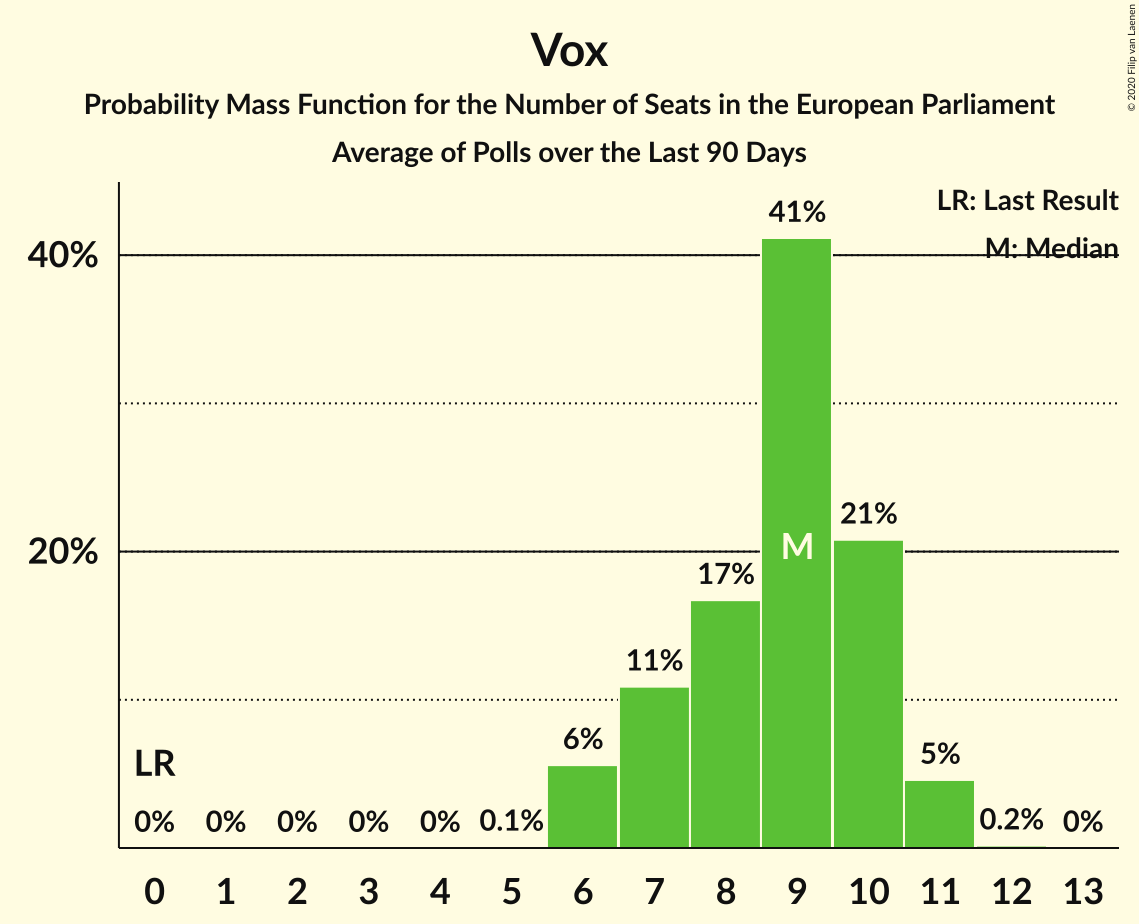 Vox
Probability Mass Function for the Number of Seats in the European Parliament
Average of Polls over the Last 90 Days
© 2020 Filip van Laenen
LR: Last Result
M: Median
40%
20%
41%
21%
17%
11%
6%
5%
0% 0% 0% 0% 0% 0.1% 0.2% 0%
LR
M
0 1 2 3 4 5 6 7 8 9 10 11 12 13